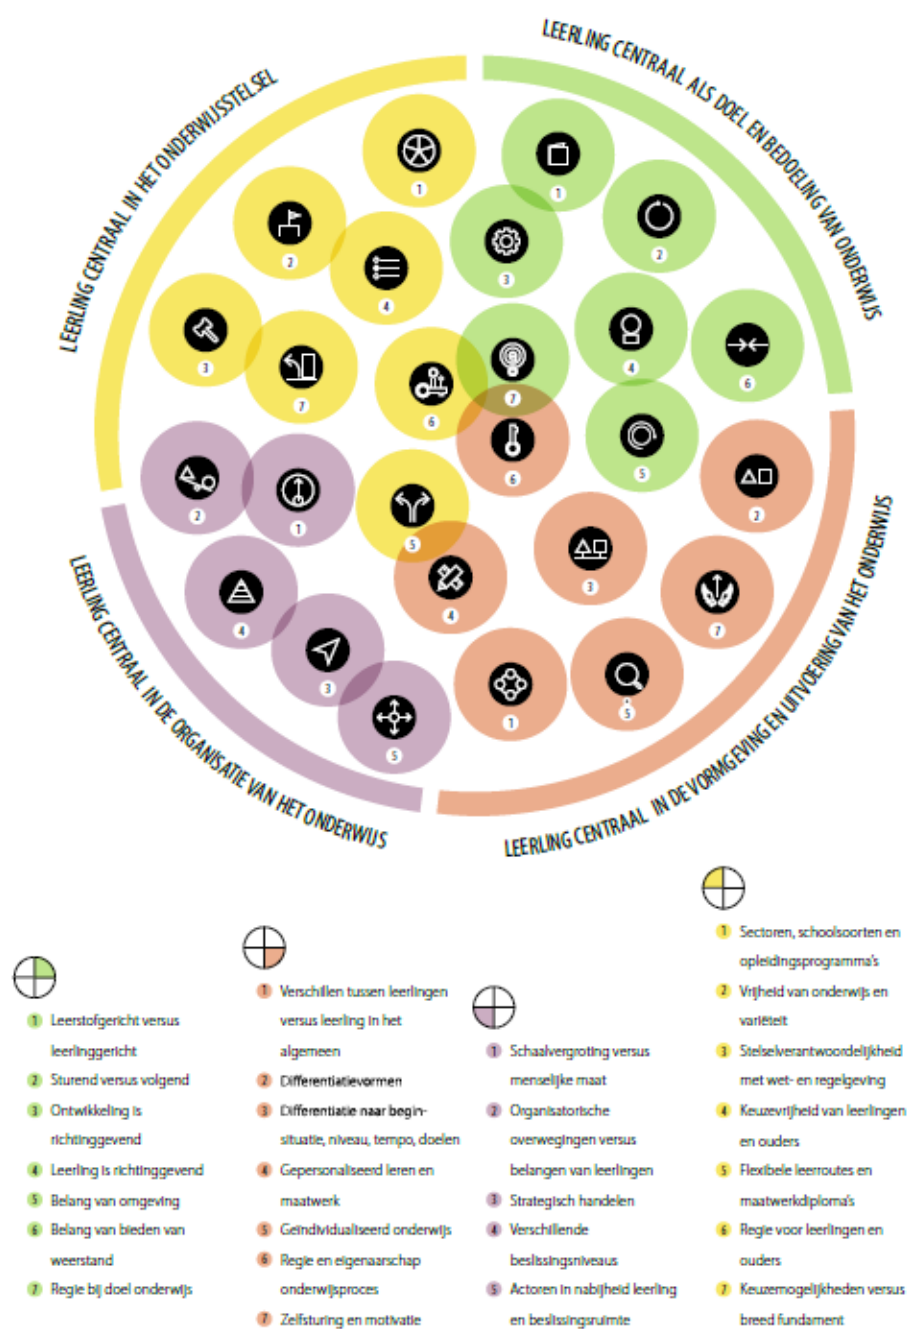 LEERLING CENTRAAL IN HET ONDERWIJSSTELSEL
LEERLING CENTRAAL ALS DOEL EN BEDOELING VAN ONDERWIJS
1
1
2
2
3
4
3
7
6
7
4
6
5
6
2
1
5
2
3
4
4
7
3
1
5
5
LEERLING CENTRAAL IN DE ORGANISATIE VAN HET ONDERWIJS
LEERLING CENTRAAL IN DE VORMGEVING EN UITVOERING VAN HET ONDERWIJS
1 Leerstofgericht versus
leerlinggericht
2 Sturend versus volgend
3 Ontwikkeling is
richtinggevend
4 Leerling is richtinggevend
5 Belang van omgeving
6 Belang van bieden van
weerstand
7 Regie bij doel onderwijs
1 Verschillen tussen leerlingen
versus leerling in het
algemeen
2 Differentiatievormen
3 Differentiatie naar begin-
situatie, niveau, tempo, doelen
4 Gepersonaliseerd leren en
maatwerk
5 Geïndividualiseerd onderwijs
6 Regie en eigenaarschap
onderwijsproces
7 Zelfsturing en motivatie
1 Schaalvergroting versus
menselijke maat
2 Organisatorische
overwegingen versus
belangen van leerlingen
3 Strategisch handelen
4 Verschillende
beslissingsniveaus
5 Actoren in nabijheid leerling
en beslissingsruimte
1 Sectoren, schoolsoorten en
opleidingsprogramma's
2 Vrijheid van onderwijs en
variëteit
3 Stelselverantwoordelijkheid
met wet- en regelgeving
4 Keuzevrijheid van leerlingen
en ouders
5 Flexibele leerroutes en
maatwerkdiploma's
6 Regie voor leerlingen en
ouders
7 Keuzemogelijkheden versus
breed fundament